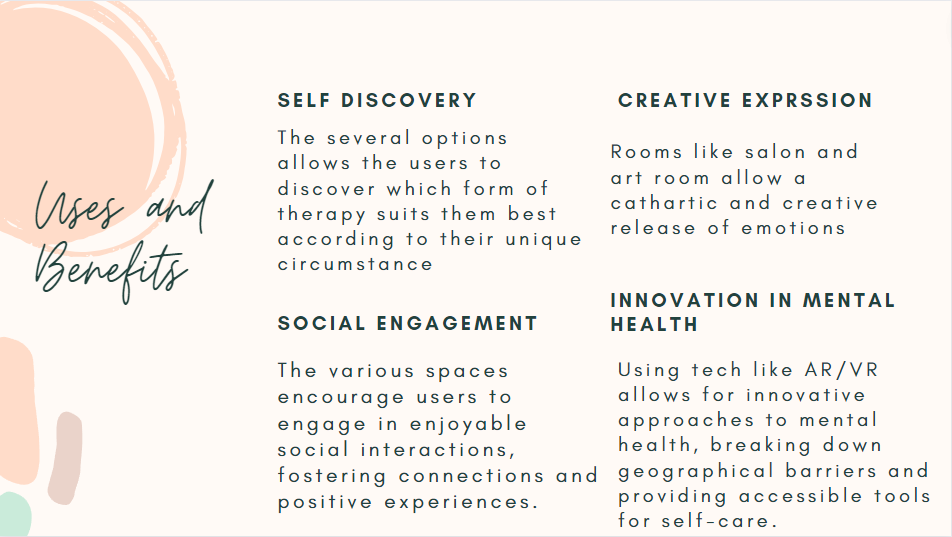 Uses and
Benefits
SELF DISCOVERY
The several options
allows the users to
discover which form of
therapy suits them best
according to their unique
circumstance
CREATIVE EXPRSSION
Rooms like salon and
art room allow a
cathartic and creative
release of emotions
SOCIAL ENGAGEMENT
The various spaces
encourage users to
engage in enjoyable
social interactions,
fostering connections and
positive experiences.
INNOVATION IN MENTAL
HEALTH
Using tech like AR/VR
allows for innovative
approaches to mental
health, breaking down
geographical barriers and
providing accessible tools
for self-care.